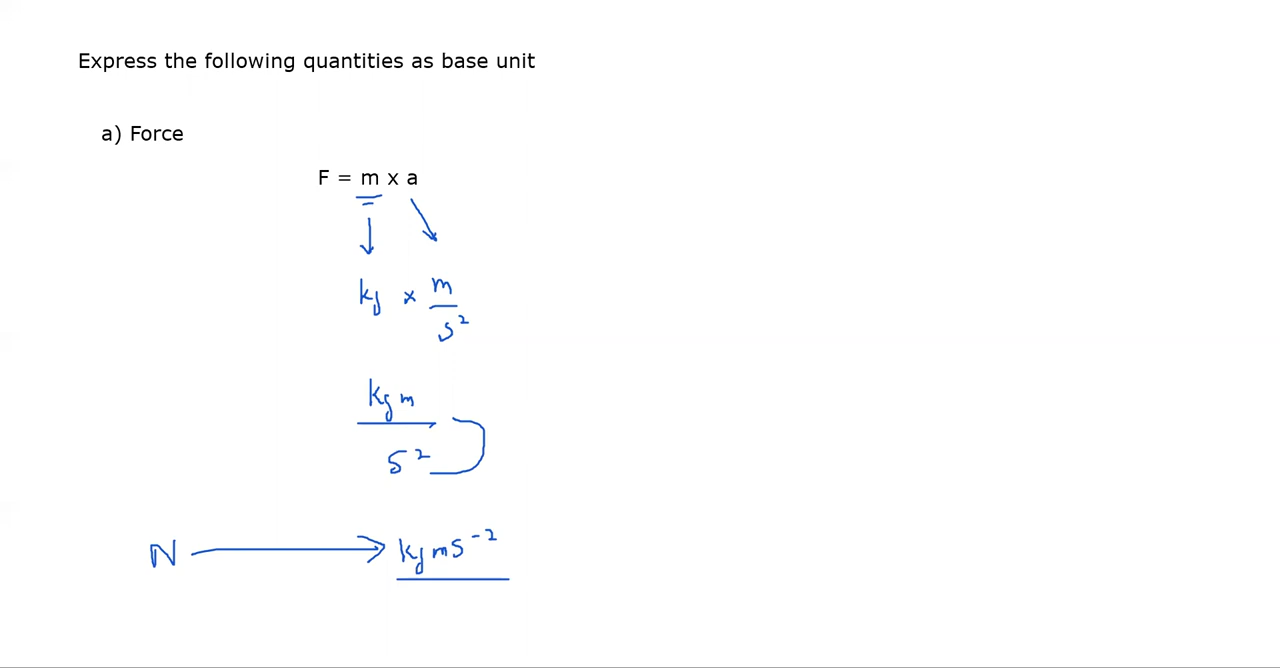 Express the following quantities as base unit
a) Force
F = m x a
kg × m/s²
kg m
s²
N → kg m s⁻²